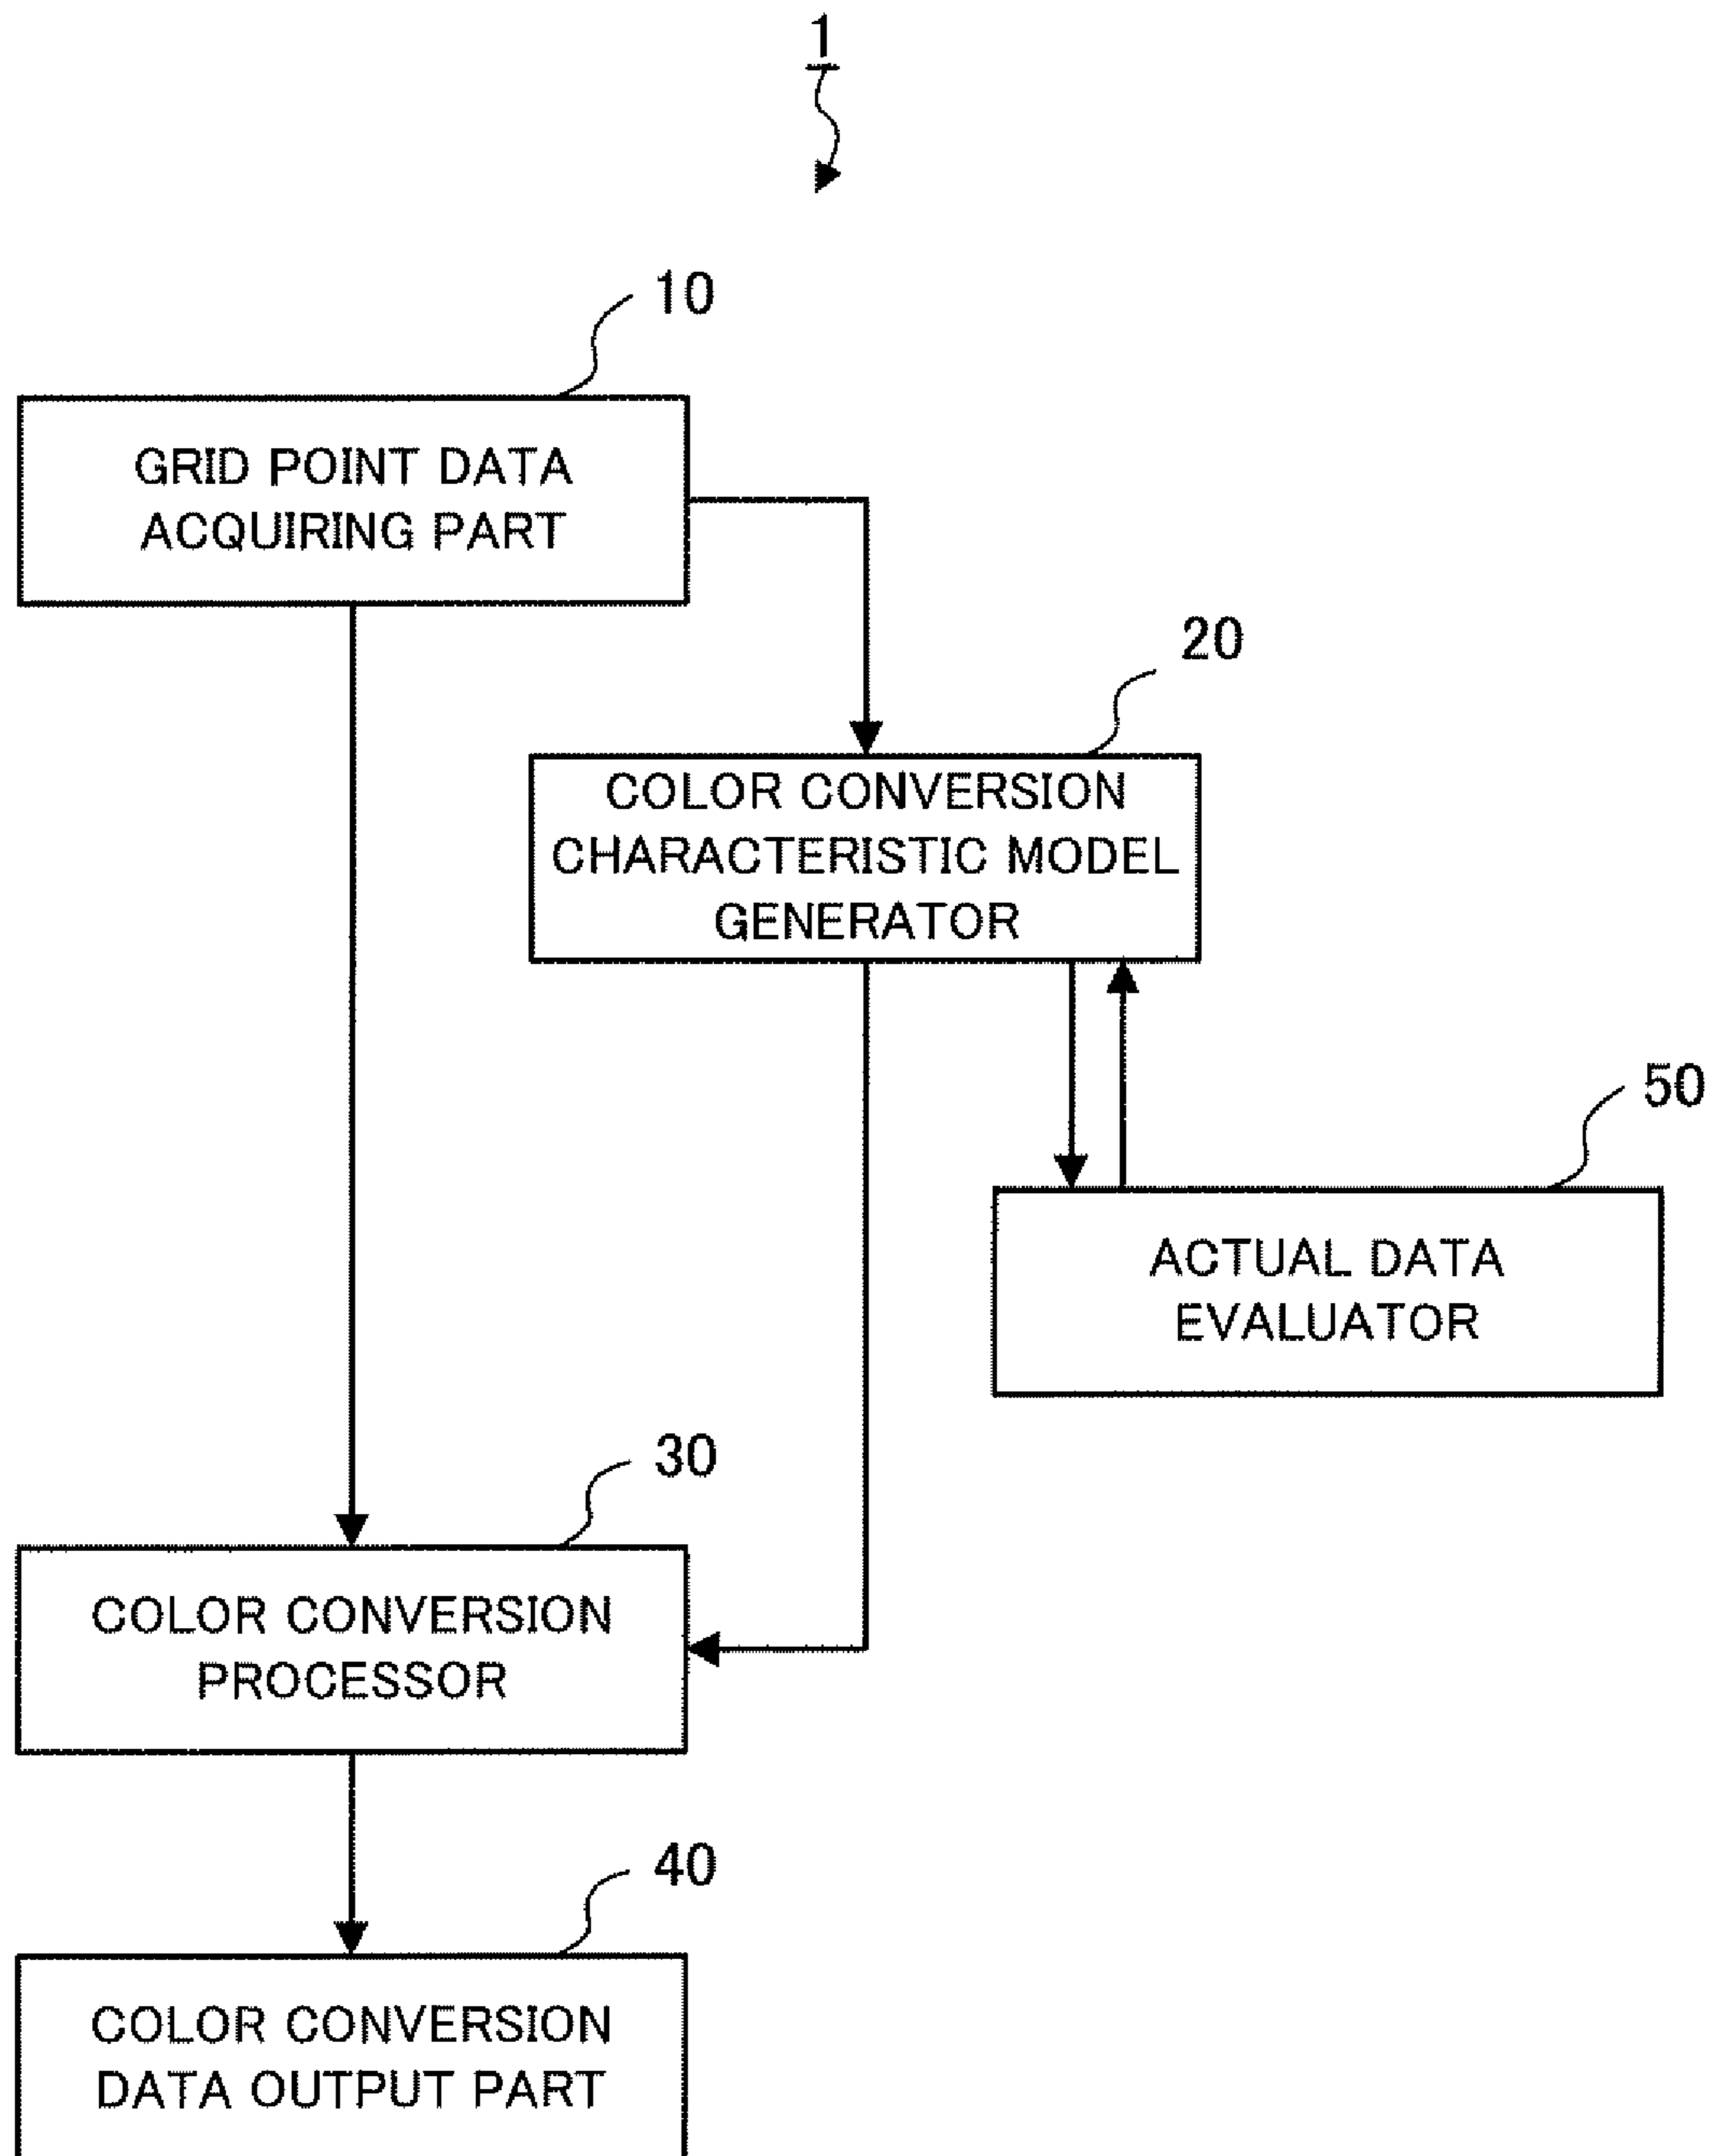 1
10
GRID POINT DATA
ACQUIRING PART
20
COLOR CONVERSION
CHARACTERISTIC MODEL
GENERATOR
50
ACTUAL DATA
EVALUATOR
30
COLOR CONVERSION
PROCESSOR
40
COLOR CONVERSION
DATA OUTPUT PART